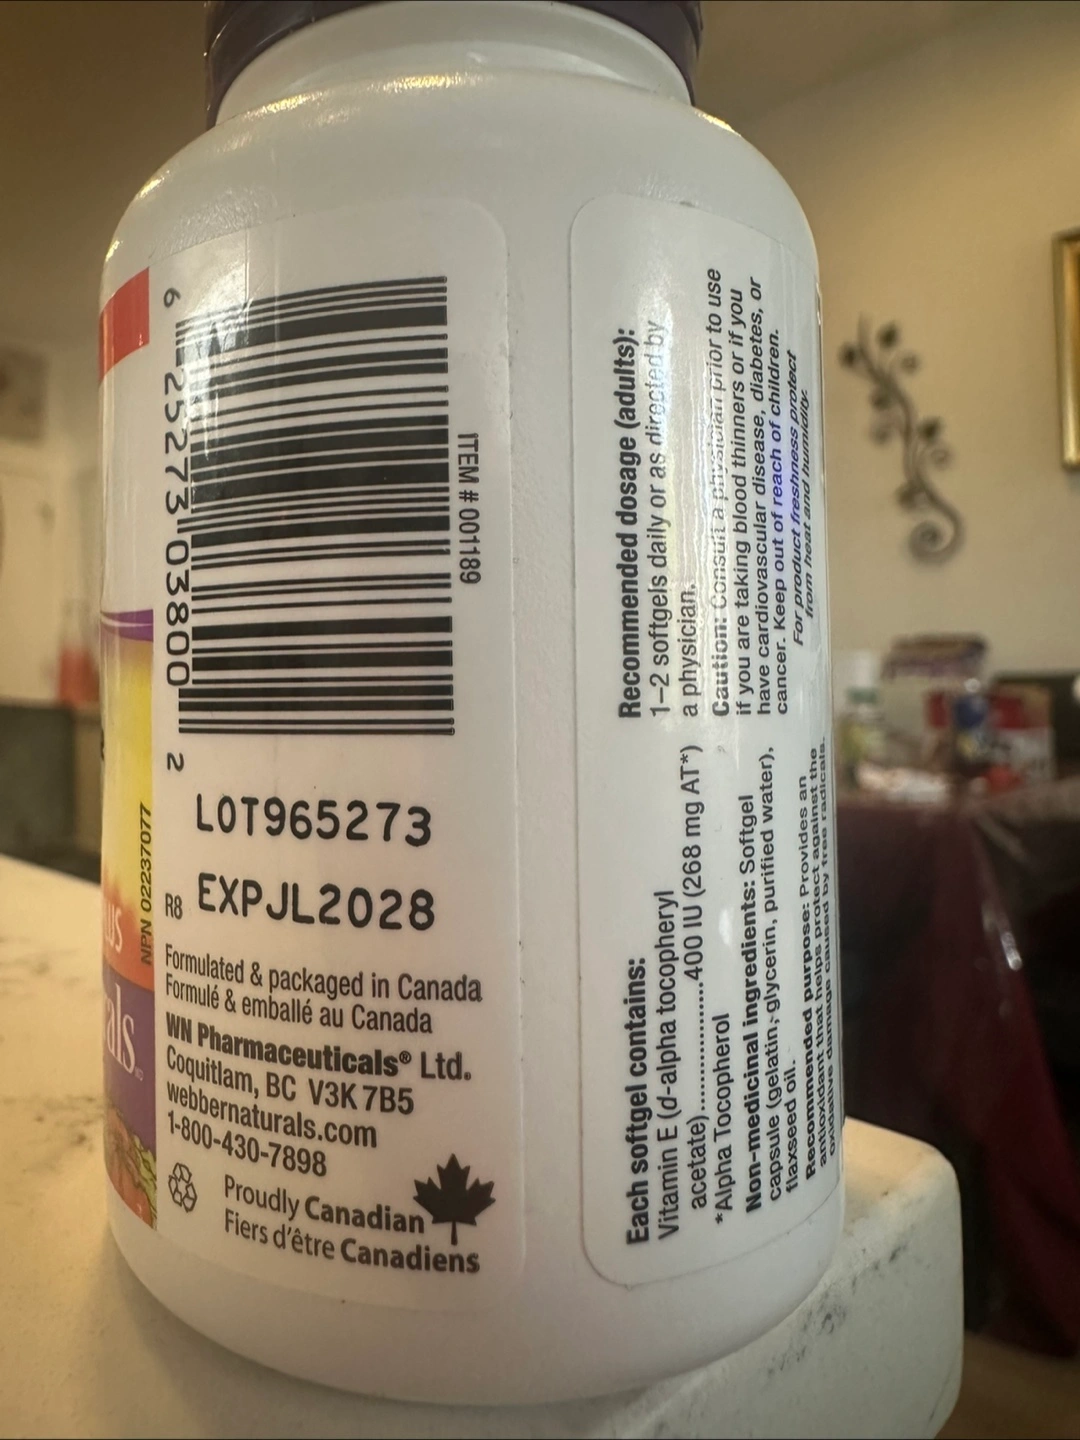 6 25273 03800 2
ITEM # 001189
LOT965273
EXPJL2028
R8
NPN 02237077
Formulated & packaged in Canada
Formulé & emballé au Canada
WN Pharmaceuticals® Ltd.
Coquitlam, BC V3K 7B5
webbernaturals.com
1-800-430-7898
Proudly Canadian
Fiers d'être Canadiens
Each softgel contains:
Vitamin E (d-alpha tocopheryl
acetate)....................400 IU (268 mg AT*)
*Alpha Tocopherol
Non-medicinal ingredients: Softgel
capsule (gelatin, glycerin, purified water),
flaxseed oil.
Recommended purpose: Provides an
antioxidant that helps protect against the
oxidative damage caused by free radicals.
Recommended dosage (adults):
1–2 softgels daily or as directed by
a physician.
Caution: Consult a physician prior to use
if you are taking blood thinners or if you
have cardiovascular disease, diabetes, or
cancer. Keep out of reach of children.
For product freshness protect
from heat and humidity.